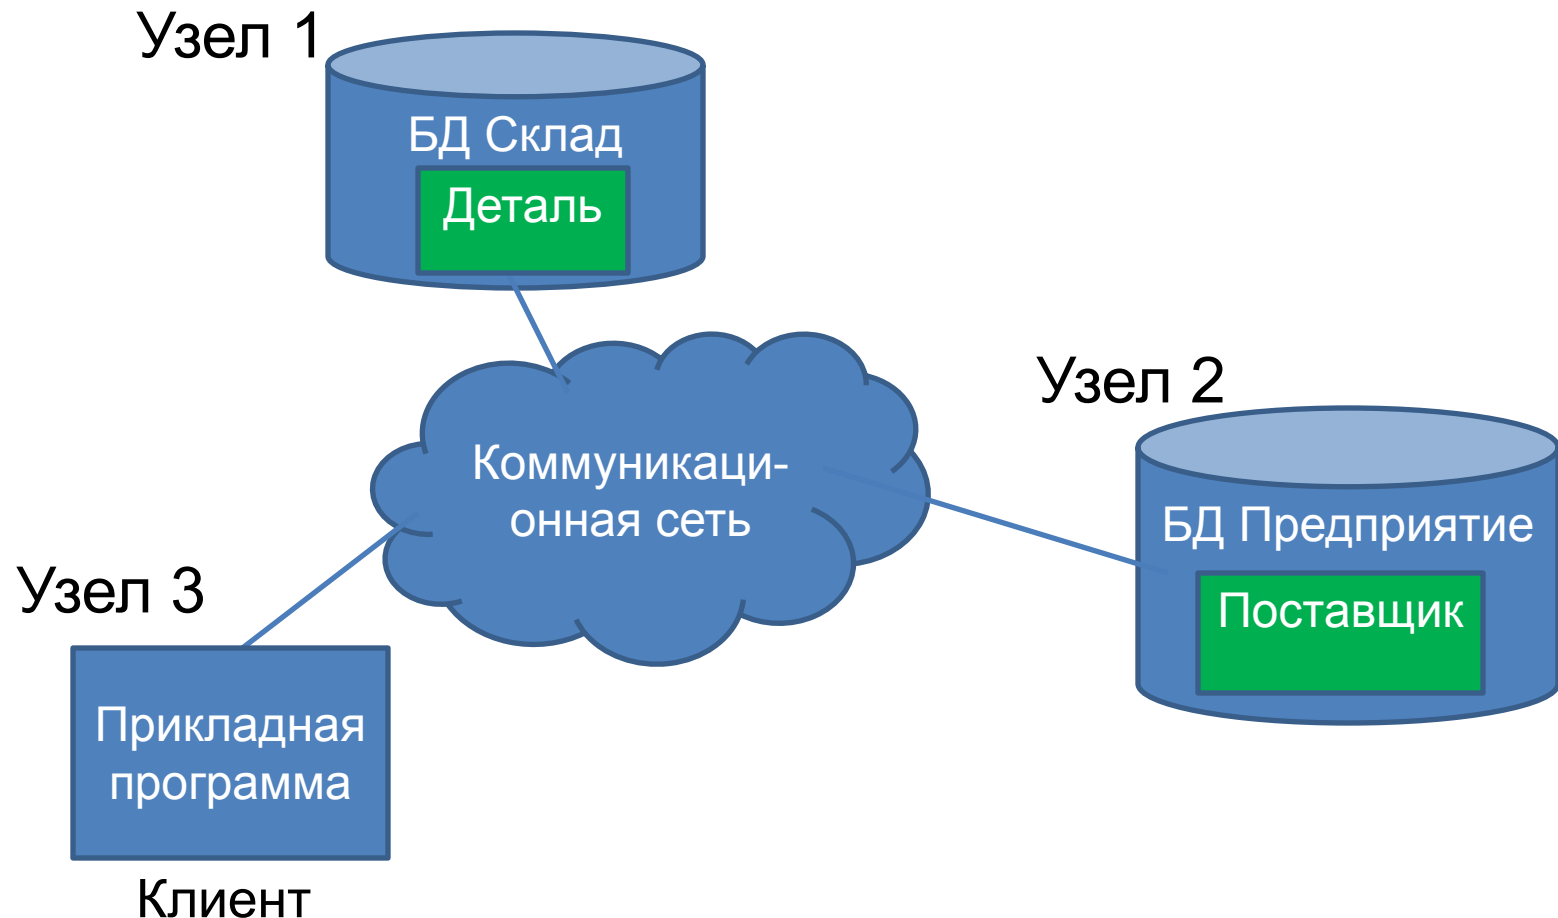 Узел 1
БД Склад
Деталь
Узел 2
Коммуникаци-
онная сеть
БД Предприятие
Поставщик
Узел 3
Прикладная
программа
Клиент